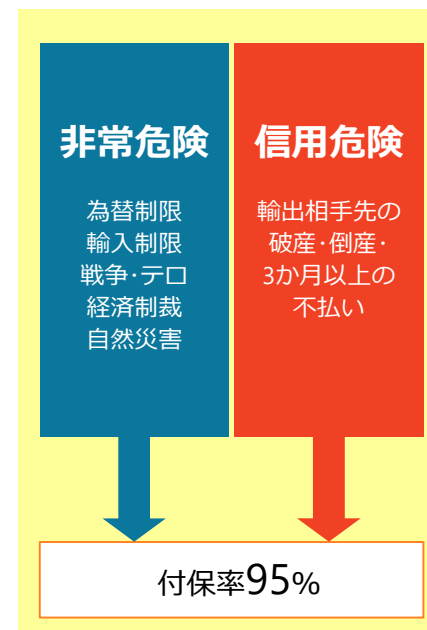 非常危険
為替制限
輸入制限
戦争･テロ
経済制裁
自然災害
信用危険
輸出相手先の
破産･倒産･
3か月以上の
不払い
付保率95%